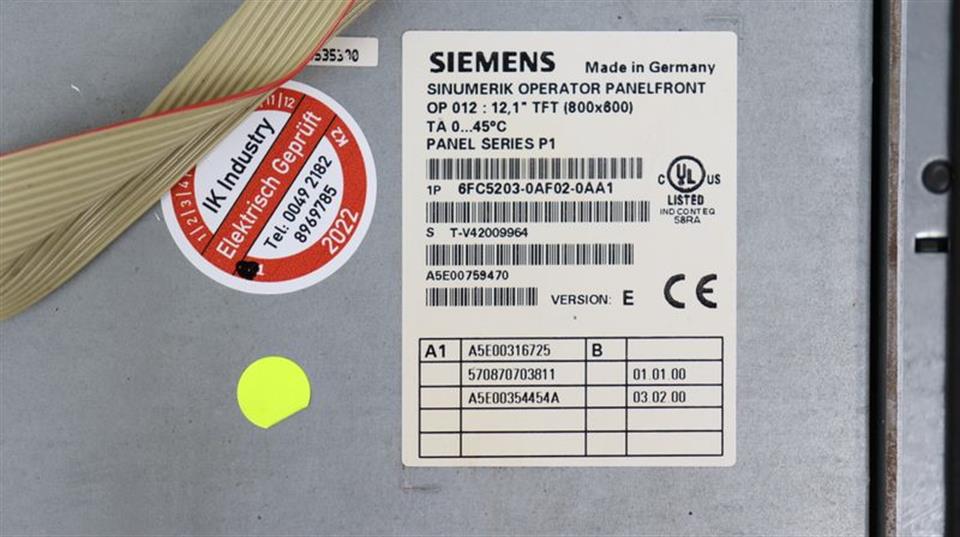 SIEMENS Made in Germany
SINUMERIK OPERATOR PANELFRONT
OP 012 : 12,1" TFT (800x600)
TA 0...45°C
PANEL SERIES P1
1P 6FC5203-0AF02-0AA1
S T-V42009964
A5E00759470
VERSION: E
C UL US
LISTED
IND CONT EQ
58RA
CE
A1 A5E00316725 B
570870703811 01 01 00
A5E00354454A 03 02 00
11 | 12
1 | 2 | 3 | 4
IK Industry
Elektrisch Geprüft
Tel: 0049 2182
8969785
K2
2022